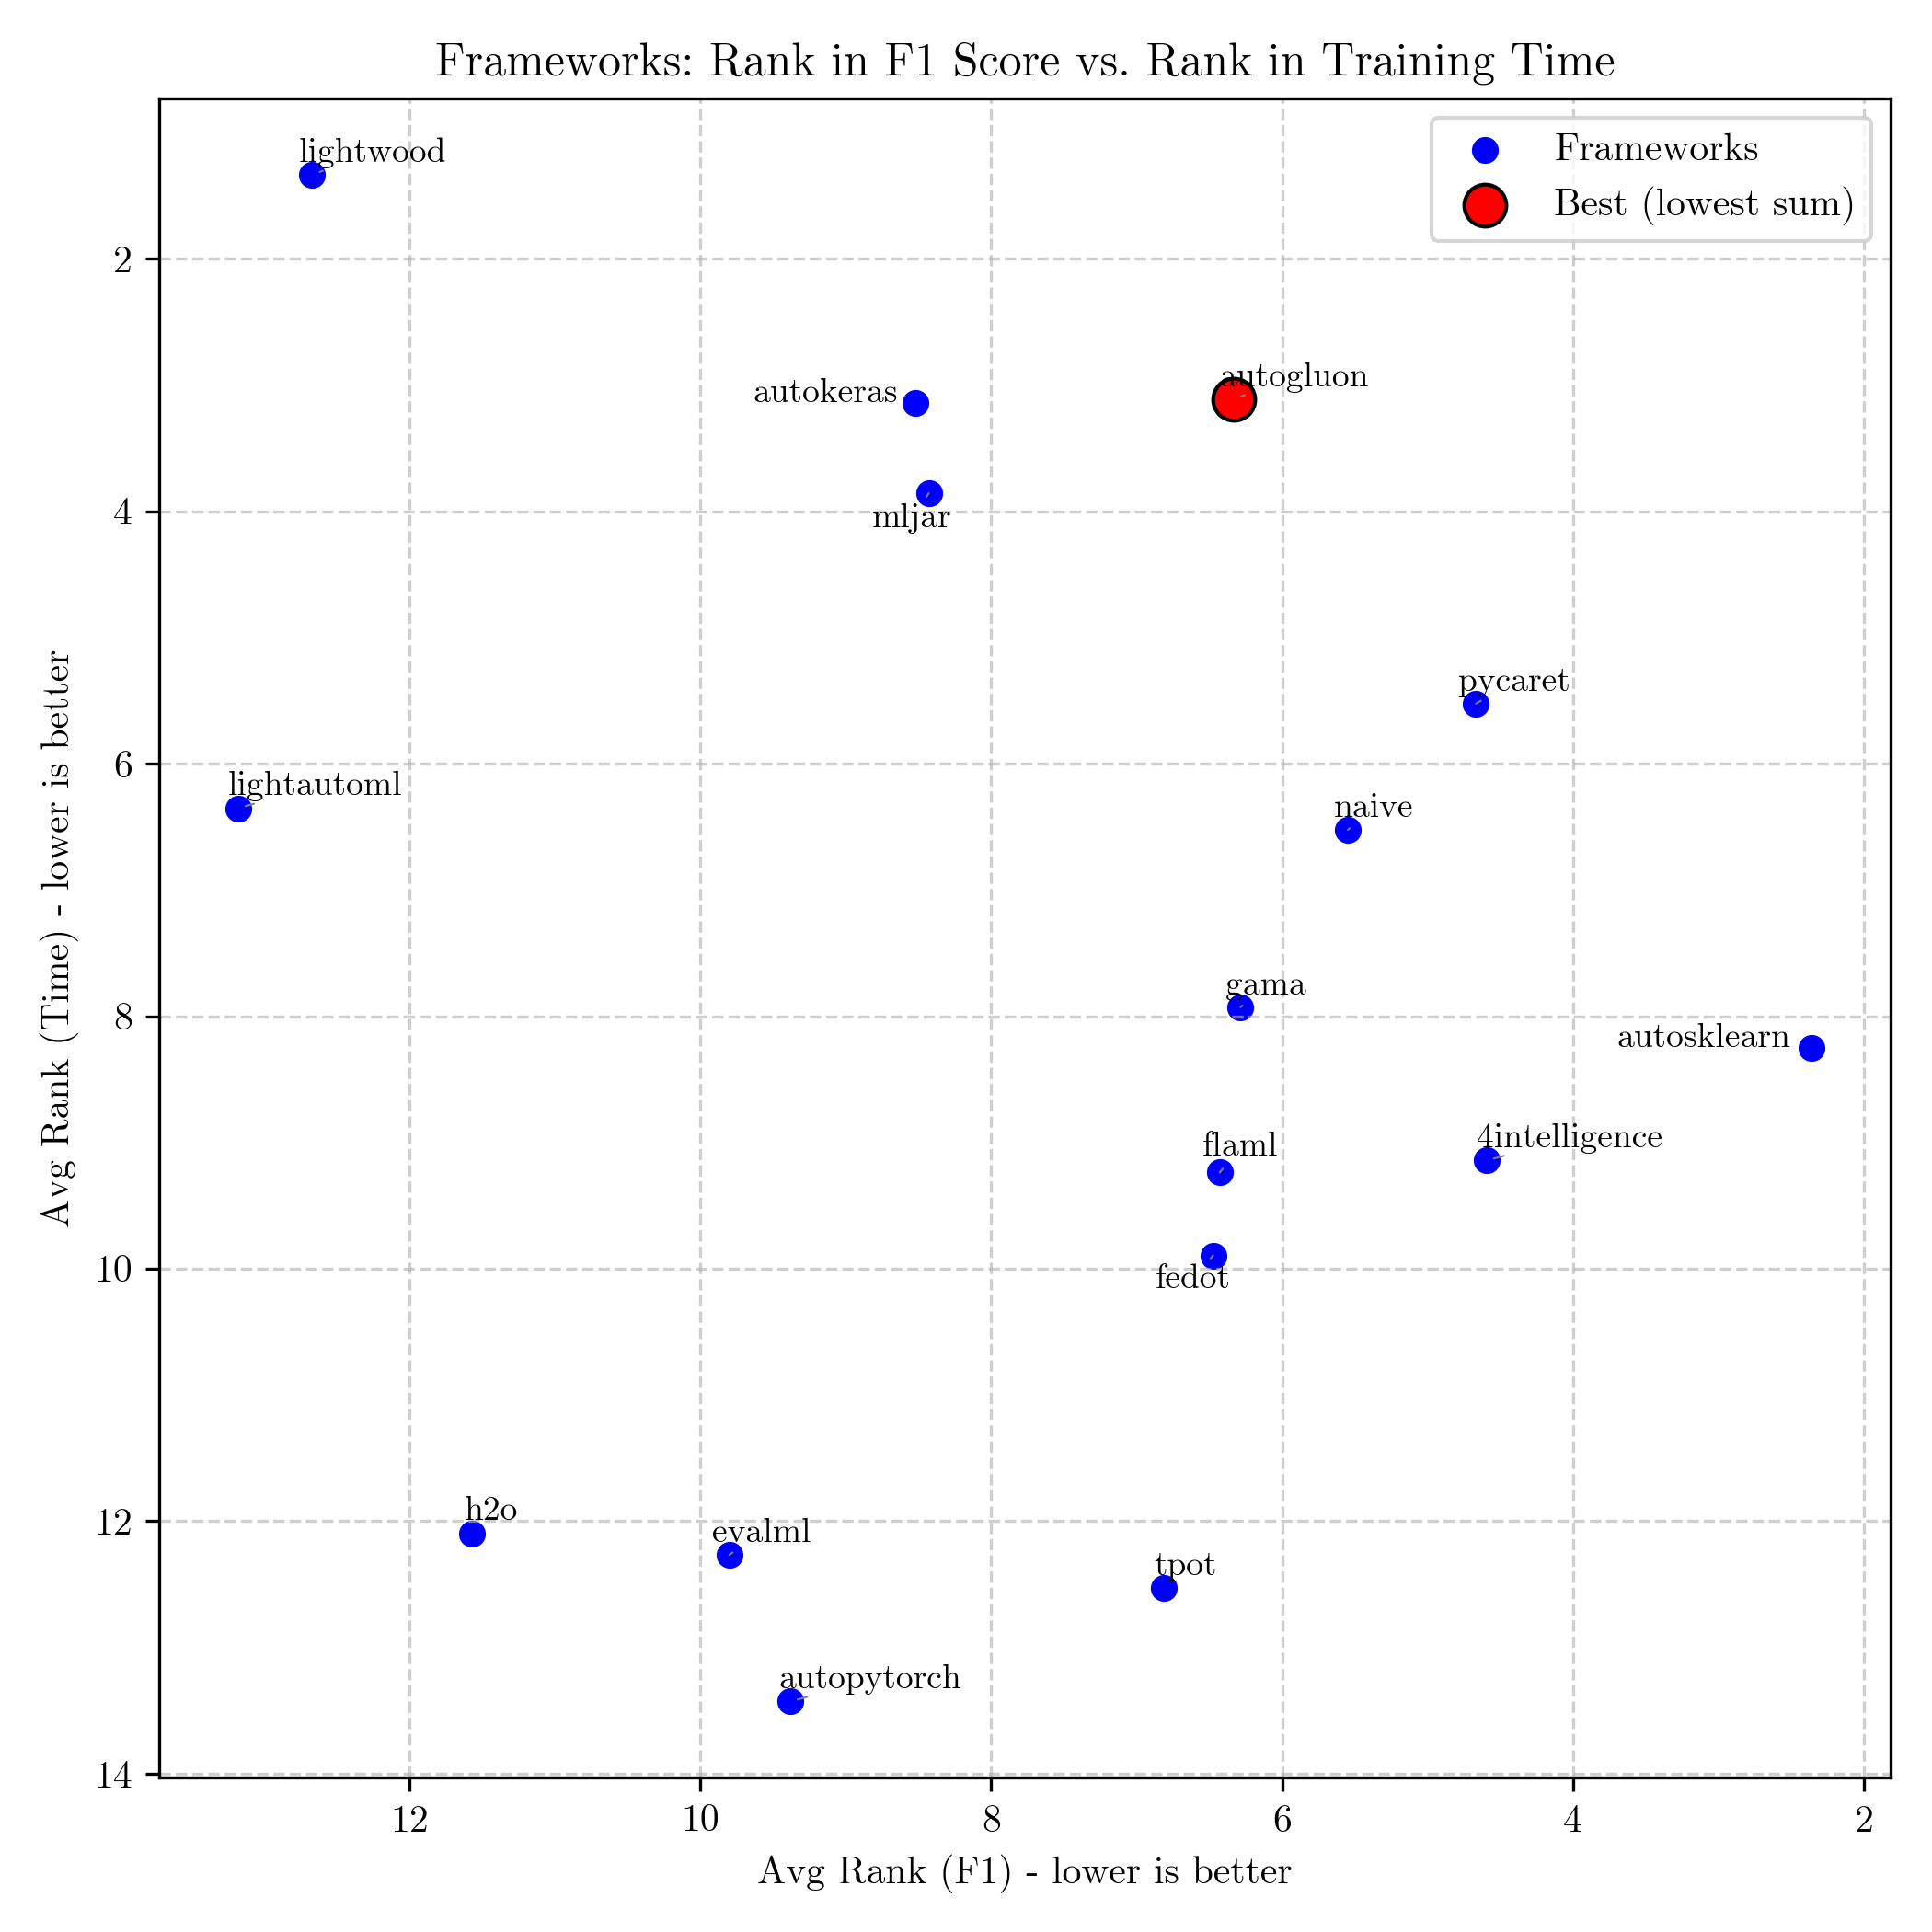 Frameworks: Rank in F1 Score vs. Rank in Training Time
Frameworks
Best (lowest sum)
lightwood
autokeras
autogluon
mljar
pycaret
lightautoml
naive
gama
autosklearn
4intelligence
flaml
fedot
h2o
evalml
tpot
autopytorch
2
4
6
8
10
12
14
Avg Rank (Time) - lower is better
12
10
8
6
4
2
Avg Rank (F1) - lower is better